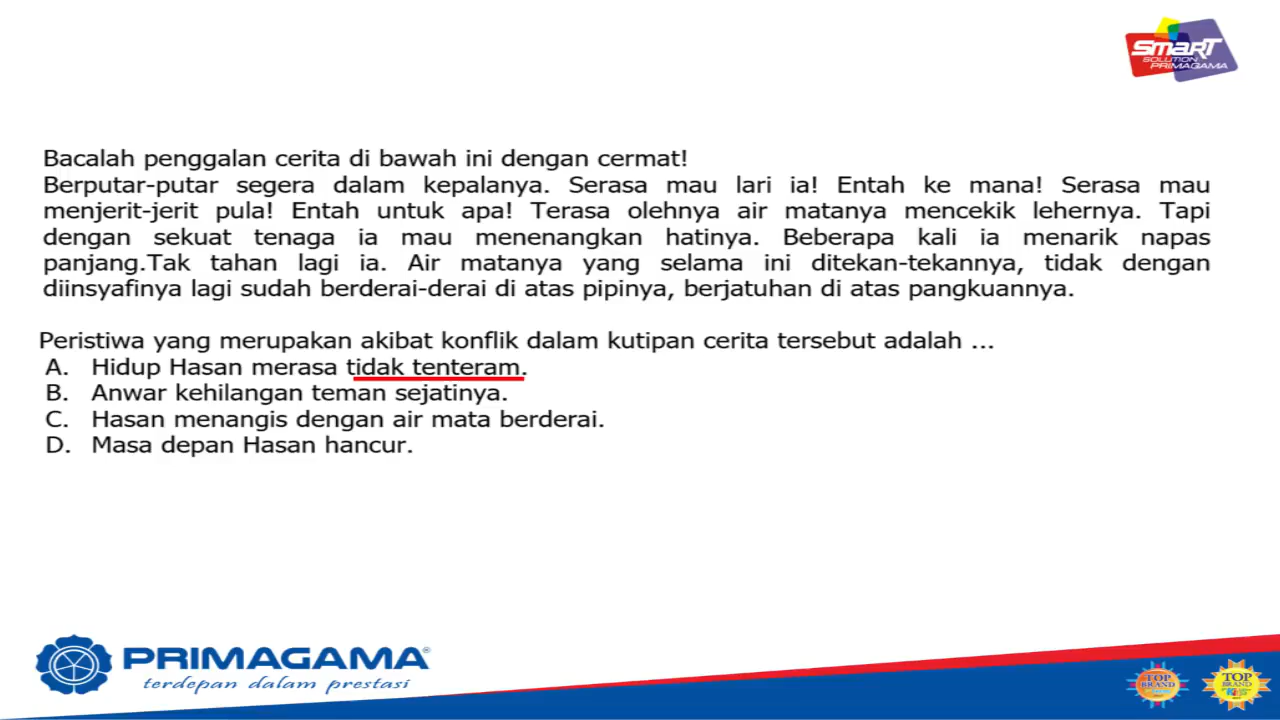 SmarT
SOLUTION
PRIMAGAMA
Bacalah penggalan cerita di bawah ini dengan cermat!
Berputar-putar segera dalam kepalanya. Serasa mau lari ia! Entah ke mana! Serasa mau
menjerit-jerit pula! Entah untuk apa! Terasa olehnya air matanya mencekik lehernya. Tapi
dengan sekuat tenaga ia mau menenangkan hatinya. Beberapa kali ia menarik napas
panjang.Tak tahan lagi ia. Air matanya yang selama ini ditekan-tekannya, tidak dengan
diinsyafinya lagi sudah berderai-derai di atas pipinya, berjatuhan di atas pangkuannya.
Peristiwa yang merupakan akibat konflik dalam kutipan cerita tersebut adalah ...
A. Hidup Hasan merasa tidak tenteram.
B. Anwar kehilangan teman sejatinya.
C. Hasan menangis dengan air mata berderai.
D. Masa depan Hasan hancur.
PRIMAGAMA®
terdepan dalam prestasi
TOP
BRAND
TOP
BRAND